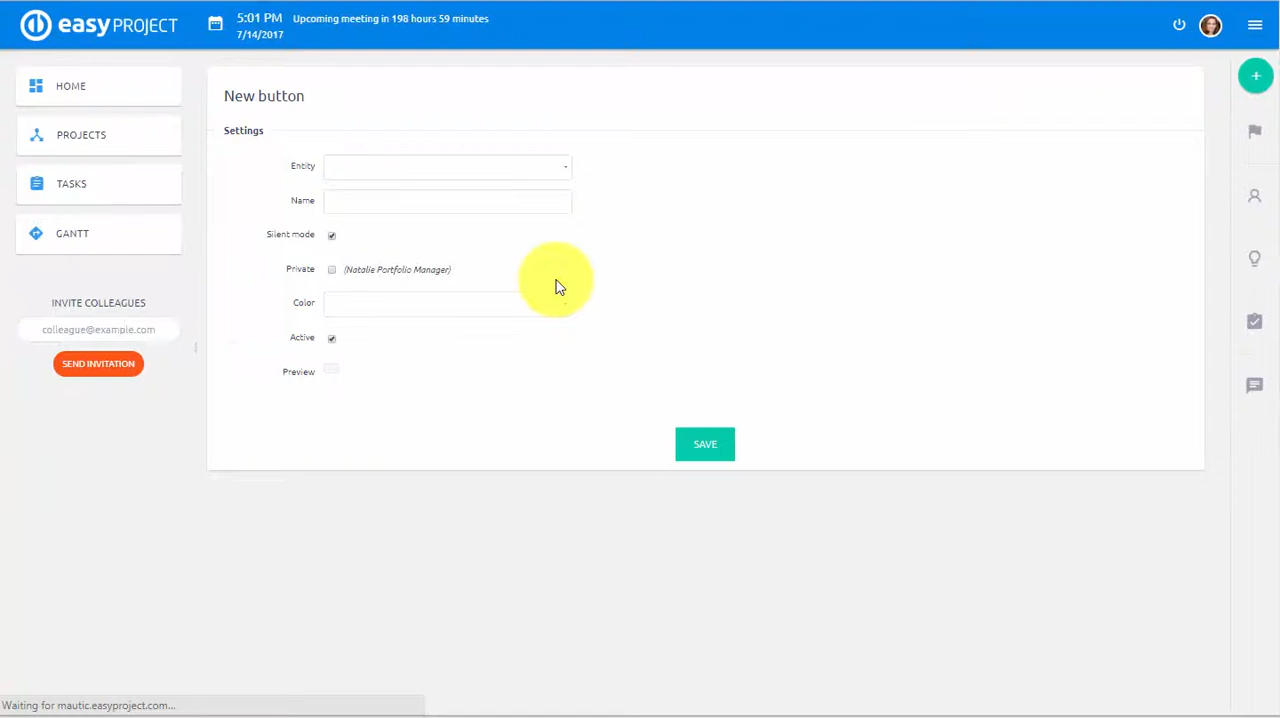 easy PROJECT
5:01 PM Upcoming meeting in 198 hours 59 minutes
7/14/2017
HOME
PROJECTS
TASKS
GANTT
INVITE COLLEAGUES
colleague@example.com
SEND INVITATION
New button
Settings
Entity
Name
Silent mode
Private (Natalie Portfolio Manager)
Color
Active
Preview
SAVE
Waiting for mautic.easyproject.com...